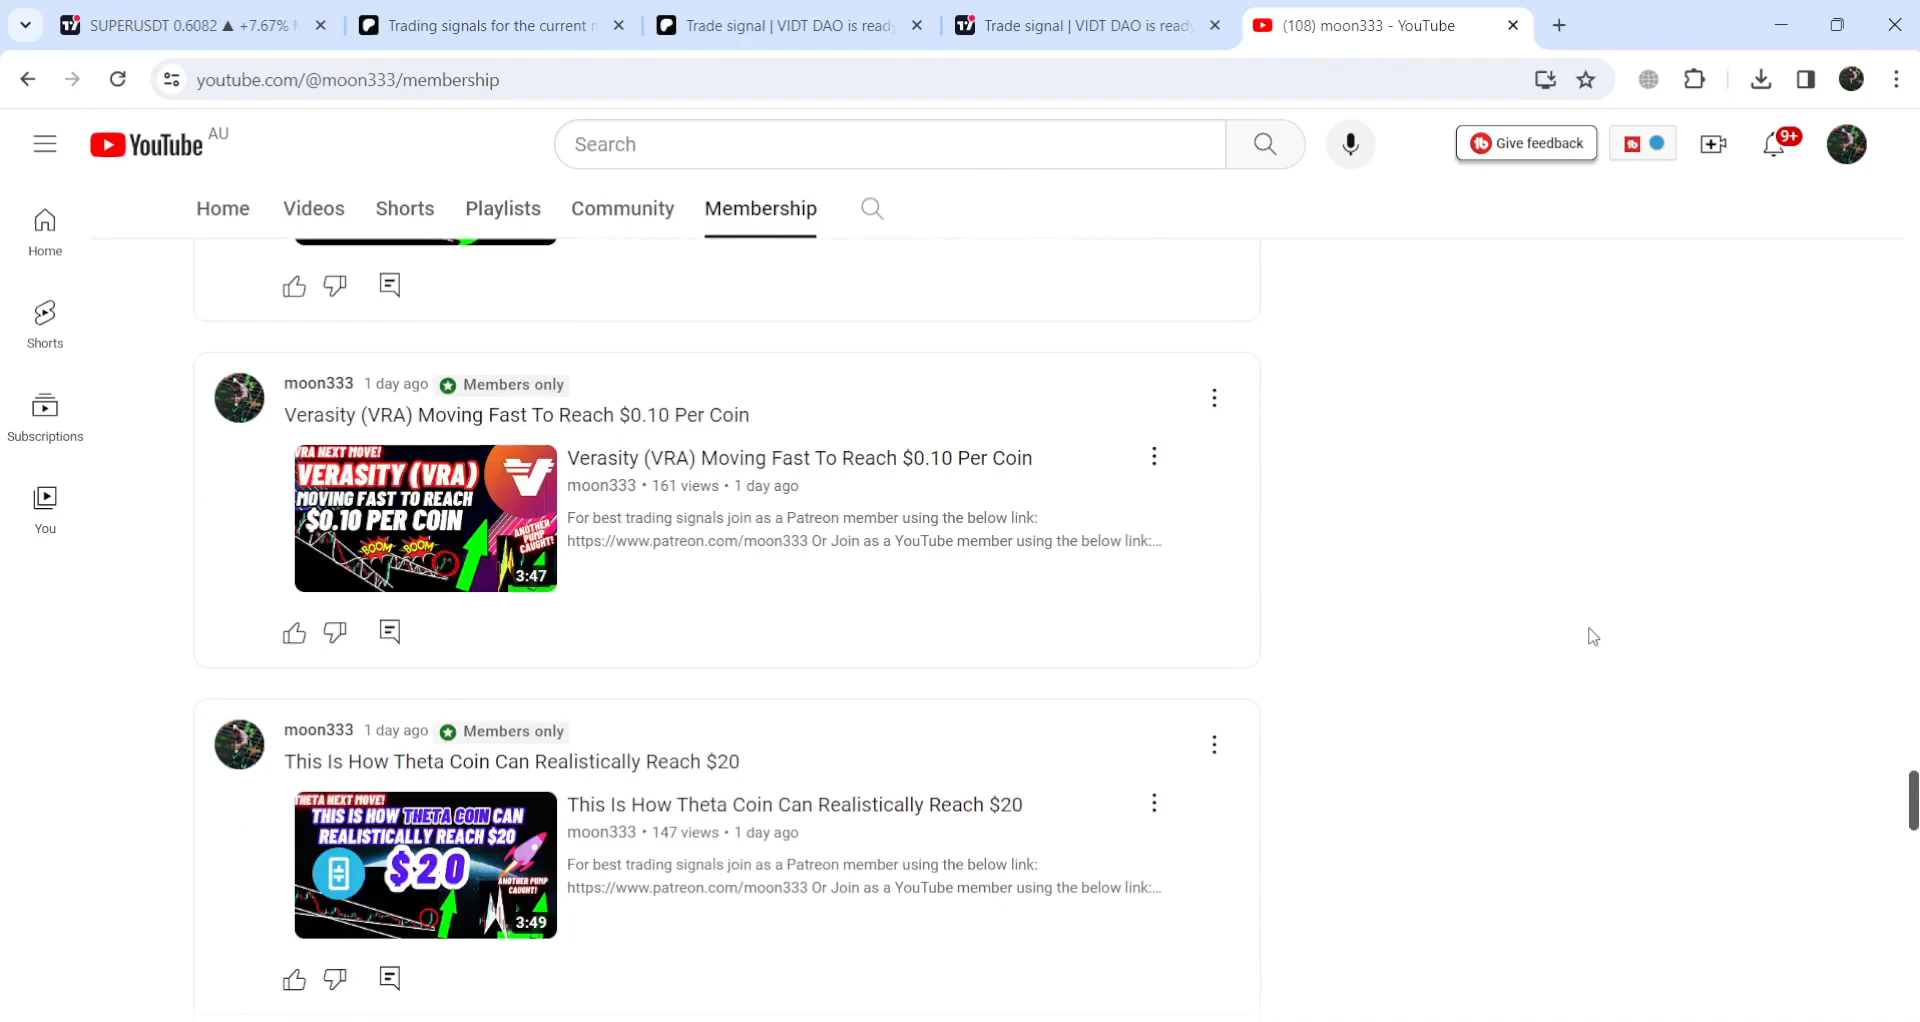 SUPERUSDT 0.6082 ▲ +7.67%
Trading signals for the current
Trade signal | VIDT DAO is ready
Trade signal | VIDT DAO is ready
(108) moon333 - YouTube
youtube.com/@moon333/membership
YouTube AU
Search
Give feedback
9+
Home
Videos
Shorts
Playlists
Community
Membership
Home
Shorts
Subscriptions
You
moon333 1 day ago Members only
Verasity (VRA) Moving Fast To Reach $0.10 Per Coin
VRA NEXT MOVE!
VERASITY (VRA)
MOVING FAST TO REACH
$0.10 PER COIN
BOOM BOOM
ANOTHER
PUMP
CAUGHT!
3:47
Verasity (VRA) Moving Fast To Reach $0.10 Per Coin
moon333 • 161 views • 1 day ago
For best trading signals join as a Patreon member using the below link:
https://www.patreon.com/moon333 Or Join as a YouTube member using the below link:...
moon333 1 day ago Members only
This Is How Theta Coin Can Realistically Reach $20
THETA NEXT MOVE!
THIS IS HOW THETA COIN CAN
REALISTICALLY REACH $20
$20
ANOTHER PUMP
CAUGHT!
3:49
This Is How Theta Coin Can Realistically Reach $20
moon333 • 147 views • 1 day ago
For best trading signals join as a Patreon member using the below link:
https://www.patreon.com/moon333 Or Join as a YouTube member using the below link:...